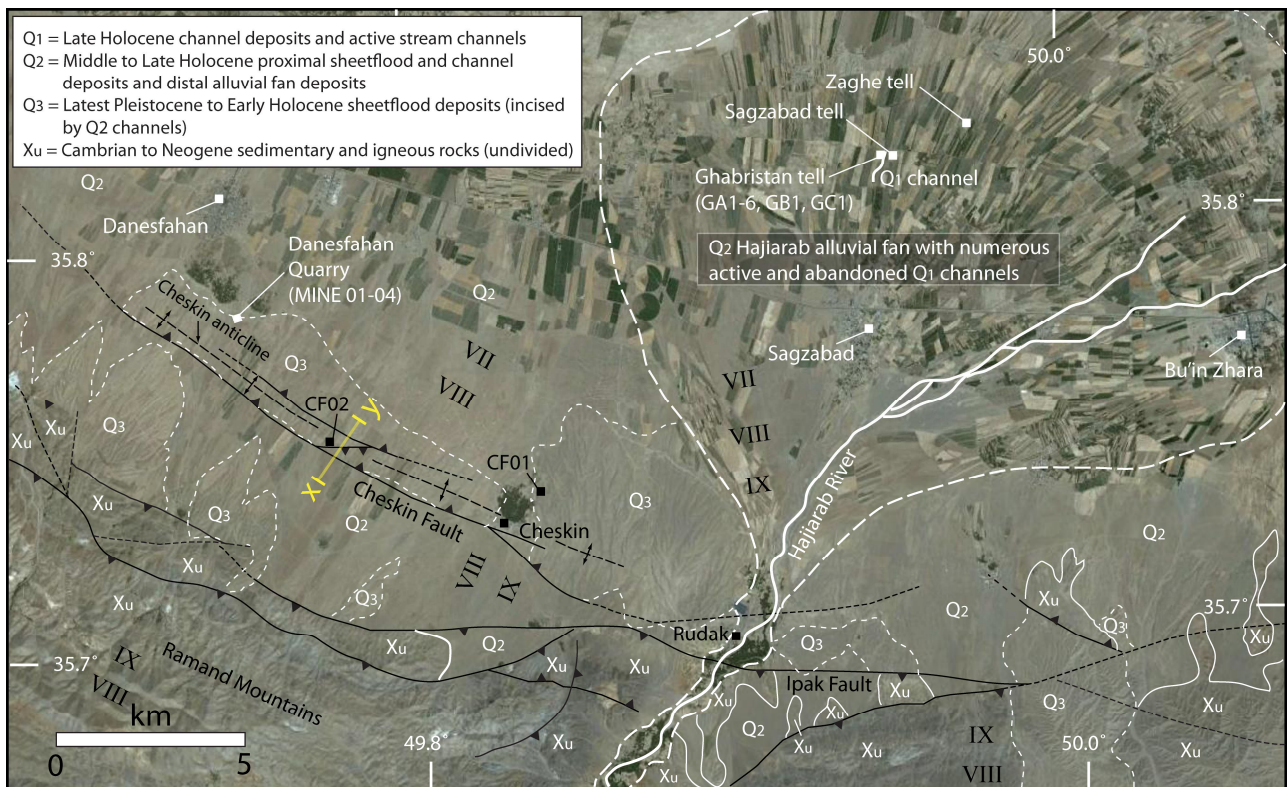 Q1 = Late Holocene channel deposits and active stream channels
Q2 = Middle to Late Holocene proximal sheetflood and channel
deposits and distal alluvial fan deposits
Q3 = Latest Pleistocene to Early Holocene sheetflood deposits (incised
by Q2 channels)
Xu = Cambrian to Neogene sedimentary and igneous rocks (undivided)
50.0°
Zaghe tell
Sagzabad tell
Ghabristan tell
(GA1-6, GB1, GC1)
Q1 channel
35.8°
Q2
Danesfahan
Danesfahan
Quarry
(MINE 01-04)
35.8°
Q2 Hajiarab alluvial fan with numerous
active and abandoned Q1 channels
Q2
Cheskin anticline
Q3
VII
VIII
Sagzabad
Bu'in Zhara
VII
VIII
IX
Q3
CF02
y
x
Xu
Xu
CF01
Q3
Hajiarab River
Cheskin Fault
Q3
Q2
Cheskin
Q2
Xu
VIII
IX
Xu
Xu
Q3
Xu
Q2
Xu
Xu
Rudak
Q3
Q2
Xu
Q3
35.7°
Xu
35.7°
IX
VIII
Ramand Mountains
Ipak Fault
Xu
Xu
Q2
Xu
Xu
Q3
Xu
Xu
km
0 5
49.8°
Xu
Xu
IX
VIII
50.0°
Xu